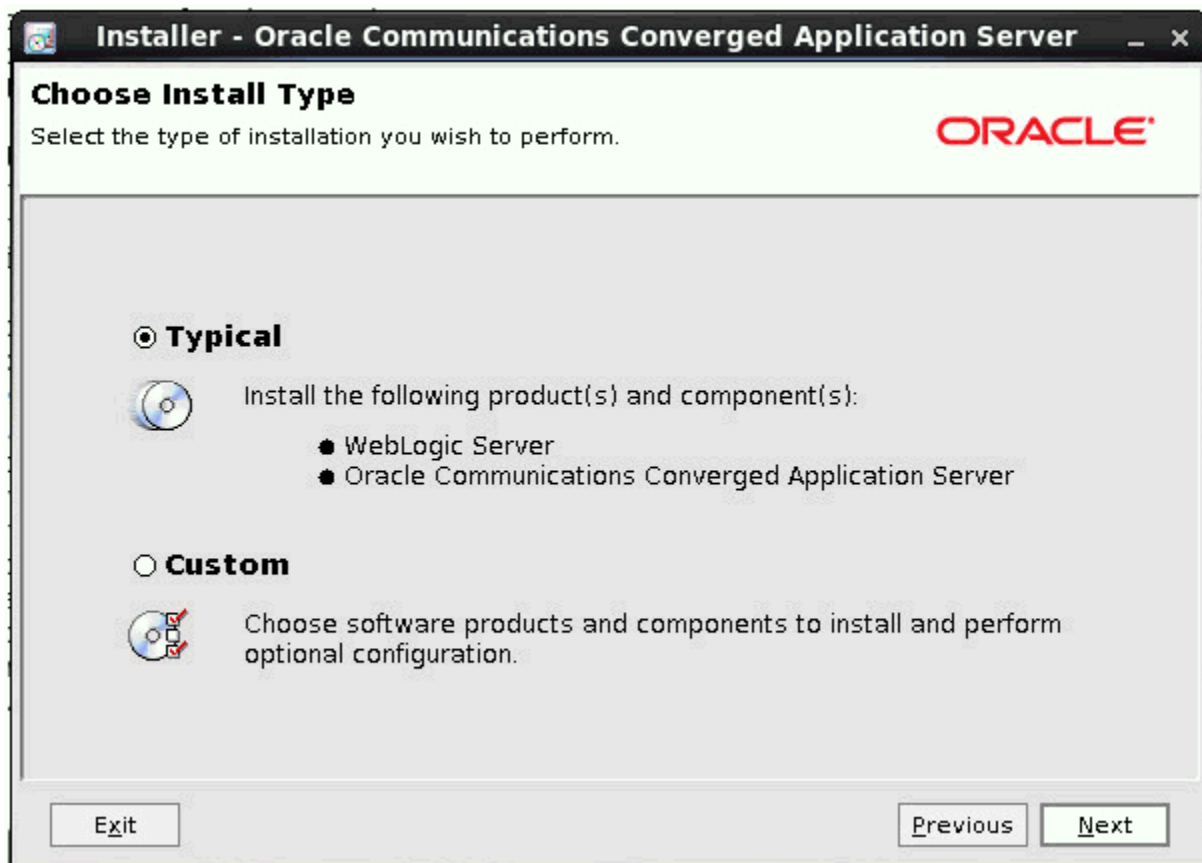 Installer - Oracle Communications Converged Application Server
Choose Install Type
Select the type of installation you wish to perform.
ORACLE
Typical
Install the following product(s) and component(s):
WebLogic Server
Oracle Communications Converged Application Server
Custom
Choose software products and components to install and perform
optional configuration.
Exit
Previous
Next